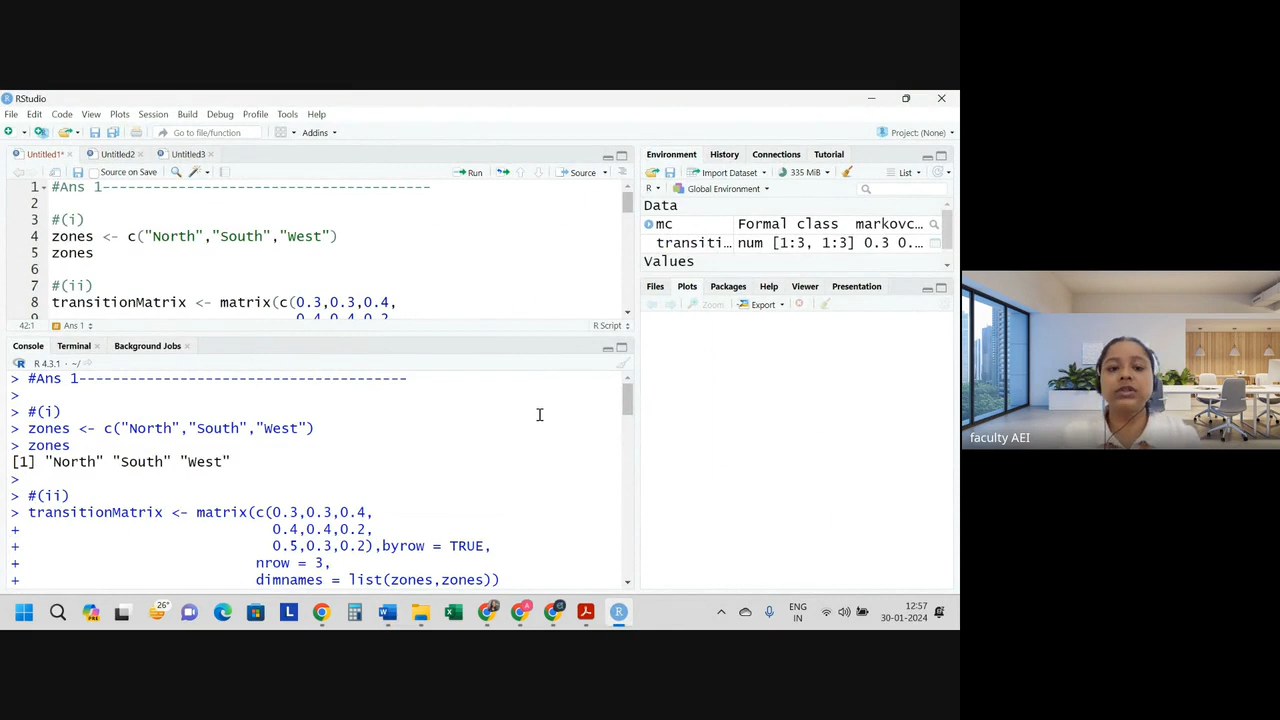 RStudio
File Edit Code View Plots Session Build Debug Profile Tools Help
Go to file/function Addins Project: (None)
Untitled1* Untitled2 Untitled3
Source on Save Run Source
1 #Ans 1---------------------------------------
2
3 #(i)
4 zones <- c("North","South","West")
5 zones
6
7 #(ii)
8 transitionMatrix <- matrix(c(0.3,0.3,0.4,
9 0.4,0.4,0.2,
42:1 Ans 1 R Script
Console Terminal Background Jobs
R 4.3.1 · ~/
> #Ans 1---------------------------------------
>
> #(i)
> zones <- c("North","South","West")
> zones
[1] "North" "South" "West"
>
> #(ii)
> transitionMatrix <- matrix(c(0.3,0.3,0.4,
+ 0.4,0.4,0.2,
+ 0.5,0.3,0.2),byrow = TRUE,
+ nrow = 3,
+ dimnames = list(zones,zones))
Environment History Connections Tutorial
Import Dataset 335 MiB List
R Global Environment
Data
mc Formal class markovc…
transiti… num [1:3, 1:3] 0.3 0.…
Values
Files Plots Packages Help Viewer Presentation
Zoom Export
faculty AEI
26°
PRE
L
W
X
A
R
ENG
IN
12:57
30-01-2024